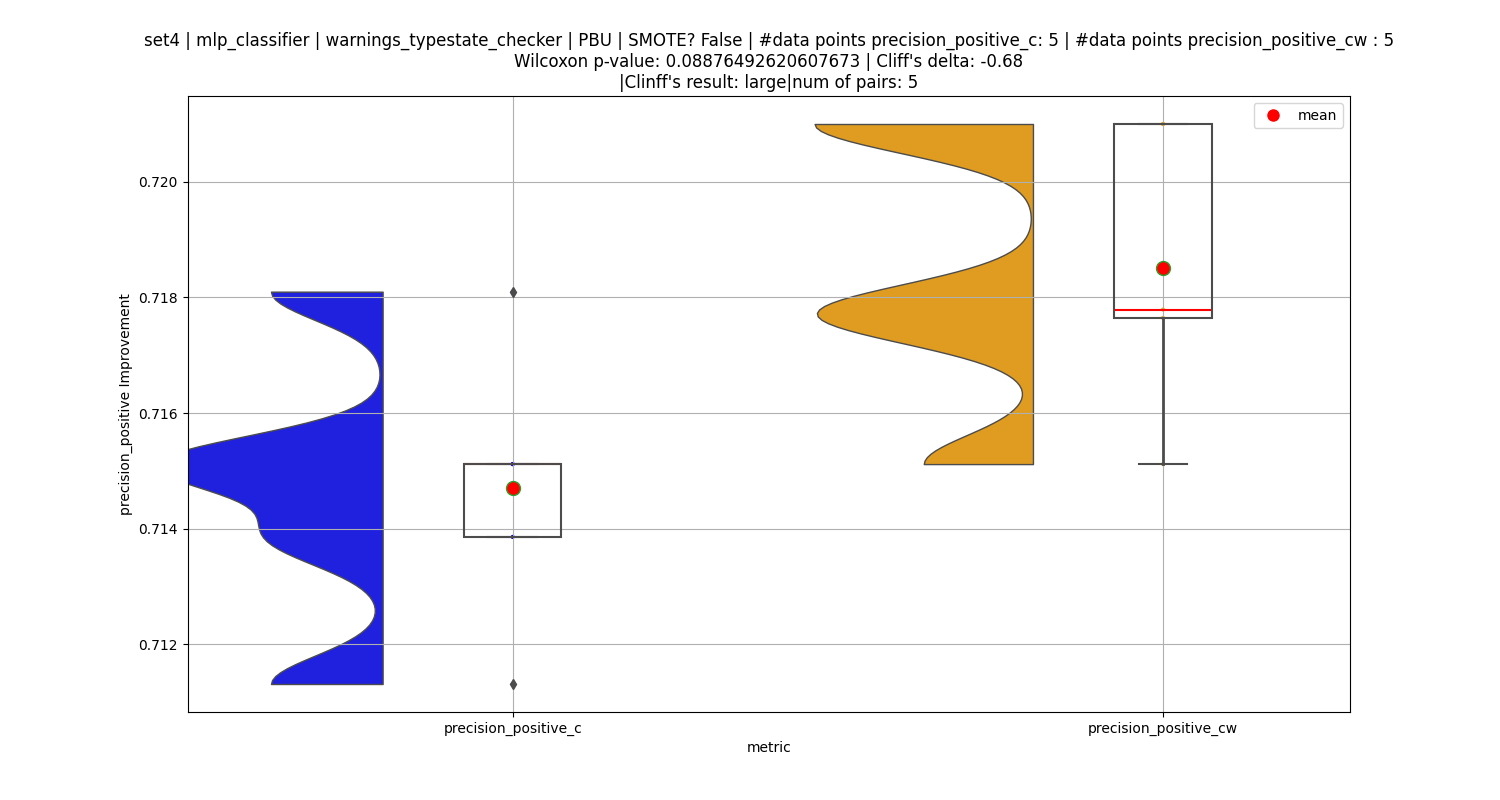 set4 | mlp_classifier | warnings_typestate_checker | PBU | SMOTE? False | #data points precision_positive_c: 5 | #data points precision_positive_cw : 5
Wilcoxon p-value: 0.08876492620607673 | Cliff's delta: -0.68
|Clinff's result: large|num of pairs: 5
mean
precision_positive Improvement
0.720
0.718
0.716
0.714
0.712
precision_positive_c
precision_positive_cw
metric